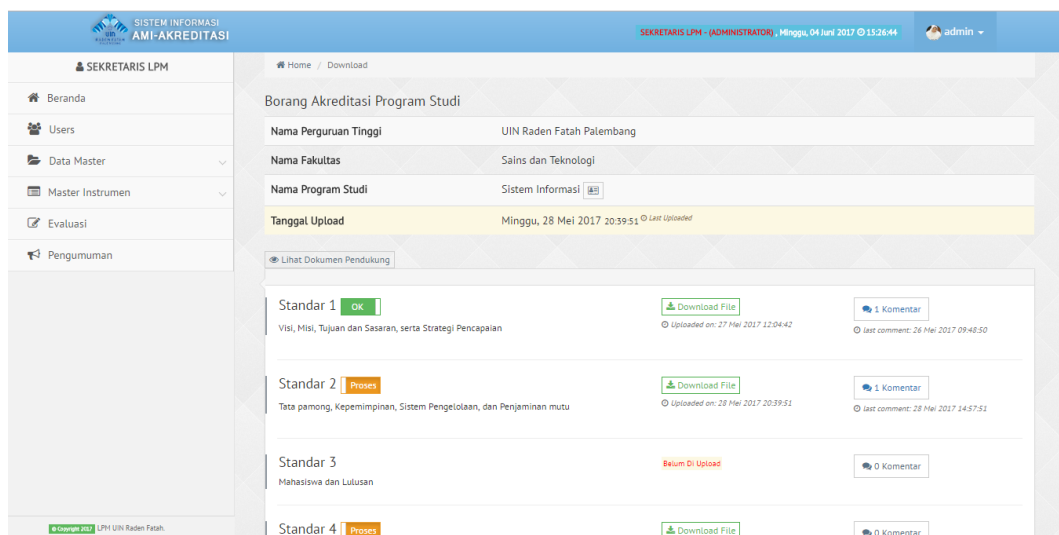 SISTEM INFORMASI
AMI-AKREDITASI
UIN
SEKRETARIS LPM - (ADMINISTRATOR) , Minggu, 04 Juni 2017 15:26:44
admin
SEKRETARIS LPM
Beranda
Users
Data Master
Master Instrumen
Evaluasi
Pengumuman
Home / Download
Borang Akreditasi Program Studi
Nama Perguruan Tinggi UIN Raden Fatah Palembang
Nama Fakultas Sains dan Teknologi
Nama Program Studi Sistem Informasi
Tanggal Upload Minggu, 28 Mei 2017 20:39:51 Last Uploaded
Lihat Dokumen Pendukung
Standar 1 OK Download File 1 Komentar
Visi, Misi, Tujuan dan Sasaran, serta Strategi Pencapaian Uploaded on: 27 Mei 2017 12:04:42 last comment: 26 Mei 2017 09:48:50
Standar 2 Proses Download File 1 Komentar
Tata pamong, Kepemimpinan, Sistem Pengelolaan, dan Penjaminan mutu Uploaded on: 28 Mei 2017 20:39:51 last comment: 28 Mei 2017 14:57:51
Standar 3 Belum Di Upload 0 Komentar
Mahasiswa dan Lulusan
Standar 4 Proses Download File 0 Komentar
© Copyright 2017 LPM UIN Raden Fatah.